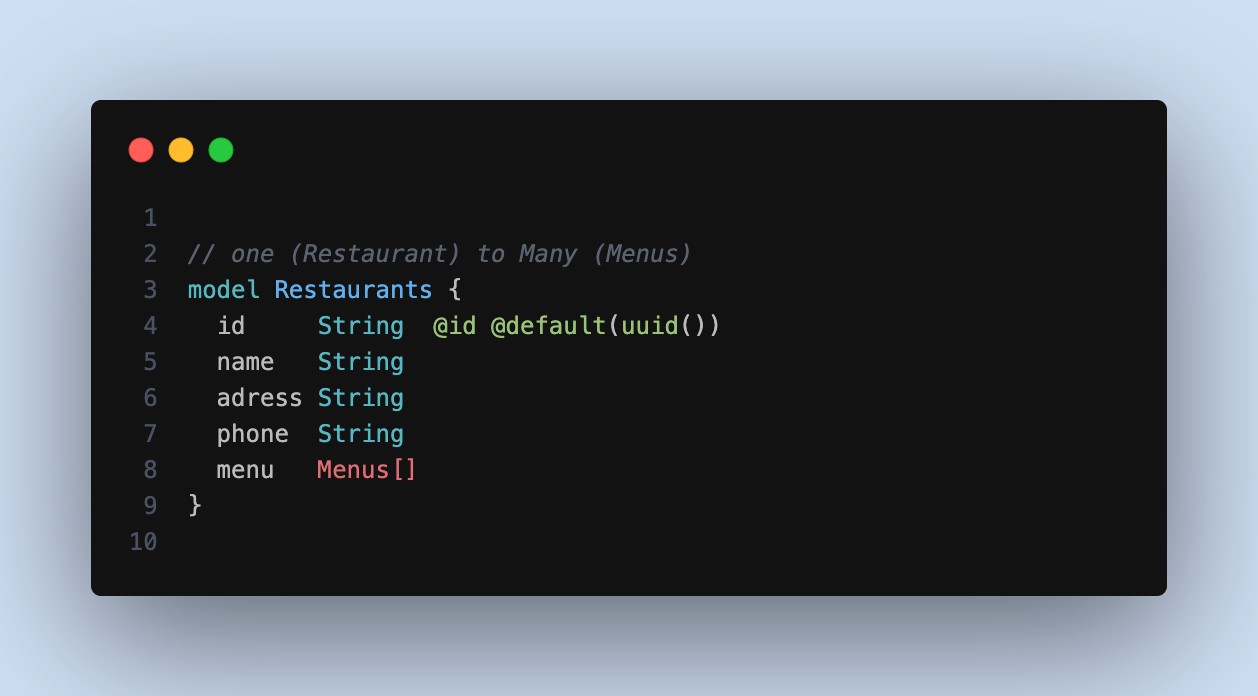 1
2 // one (Restaurant) to Many (Menus)
3 model Restaurants {
4   id     String  @id @default(uuid())
5   name   String
6   adress String
7   phone  String
8   menu   Menus[]
9 }
10